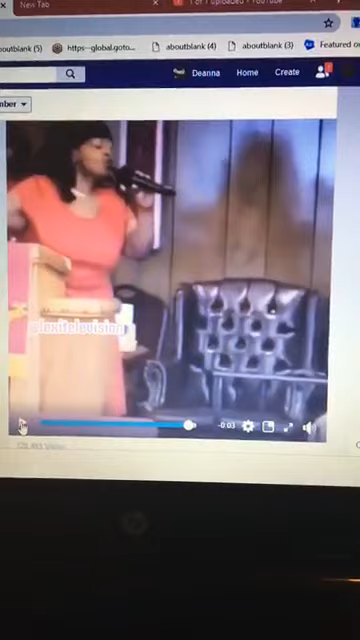 New Tab
1 of 1 uploaded - YouTube
aboutblank (5) https--global.goto... aboutblank (4) aboutblank (3) Featured o
Deanna Home Create
mber
-0:03